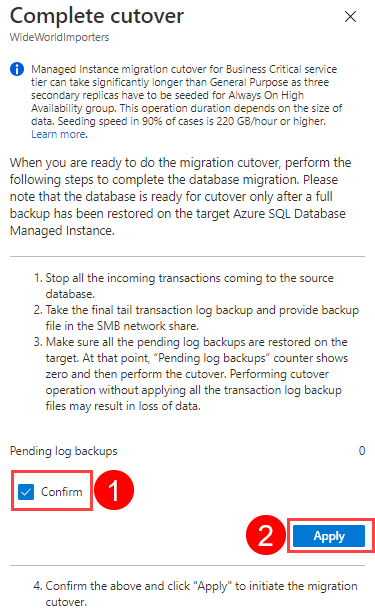 Complete cutover
WideWorldImporters
Managed Instance migration cutover for Business Critical service
tier can take significantly longer than General Purpose as three
secondary replicas have to be seeded for Always On High
Availability group. This operation duration depends on the size of
data. Seeding speed in 90% of cases is 220 GB/hour or higher.
Learn more.
When you are ready to do the migration cutover, perform the
following steps to complete the database migration. Please
note that the database is ready for cutover only after a full
backup has been restored on the target Azure SQL Database
Managed Instance.
1. Stop all the incoming transactions coming to the source
database.
2. Take the final tail transaction log backup and provide backup
file in the SMB network share.
3. Make sure all the pending log backups are restored on the
target. At that point, “Pending log backups” counter shows
zero and then perform the cutover. Performing cutover
operation without applying all the transaction log backup
files may result in loss of data.
Pending log backups 0
Confirm 1
2 Apply
4. Confirm the above and click "Apply" to initiate the migration
cutover.